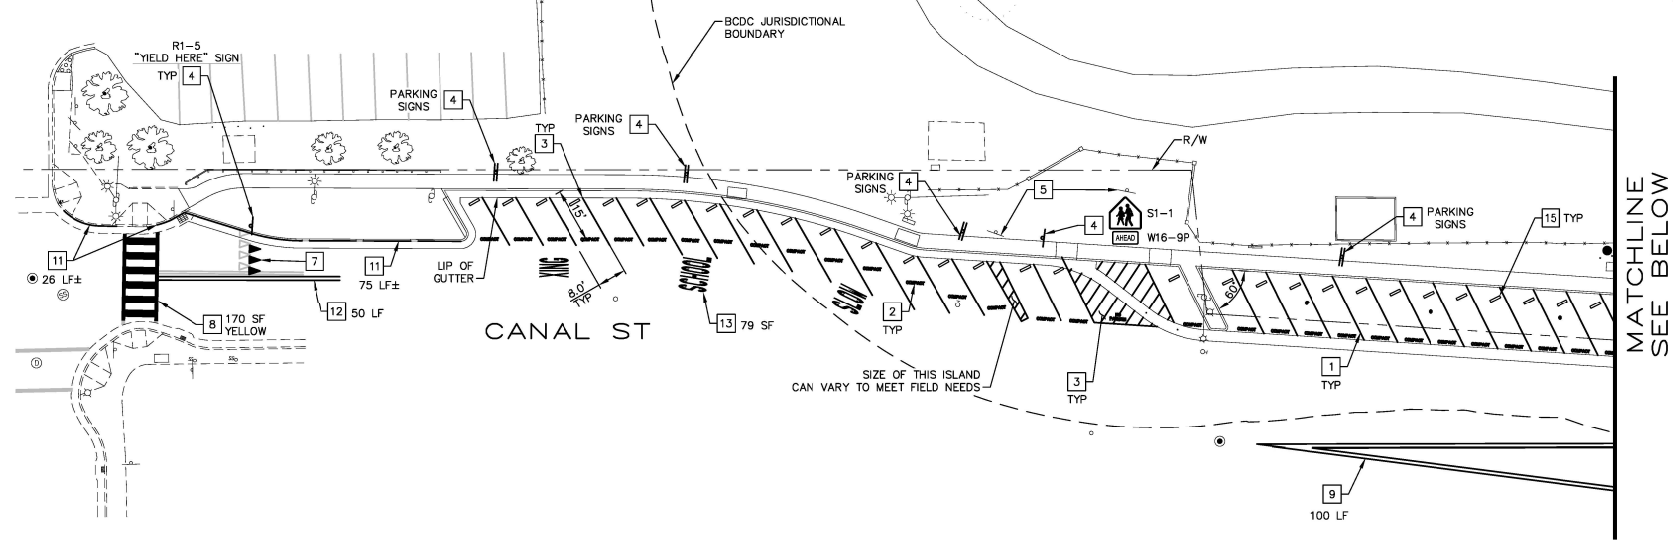 R1-5
"YIELD HERE" SIGN
TYP 4
PARKING
SIGNS
4
TYP
3
PARKING
SIGNS
4
BCDC JURISDICTIONAL
BOUNDARY
R/W
PARKING
SIGNS
4
5
4
S1-1
AHEAD W16-9P
4 PARKING
SIGNS
15 TYP
MATCHLINE
SEE BELOW
11
26 LF±
SS
7
11
75 LF±
LIP OF
GUTTER
15'
8.0'
TYP
XING
SCHOOL
SLOW
60°
12 50 LF
8 170 SF
YELLOW
CANAL ST
13 79 SF
2
TYP
COMPACT
NO
PARKING
SIZE OF THIS ISLAND
CAN VARY TO MEET FIELD NEEDS
3
TYP
1
TYP
D
9
100 LF